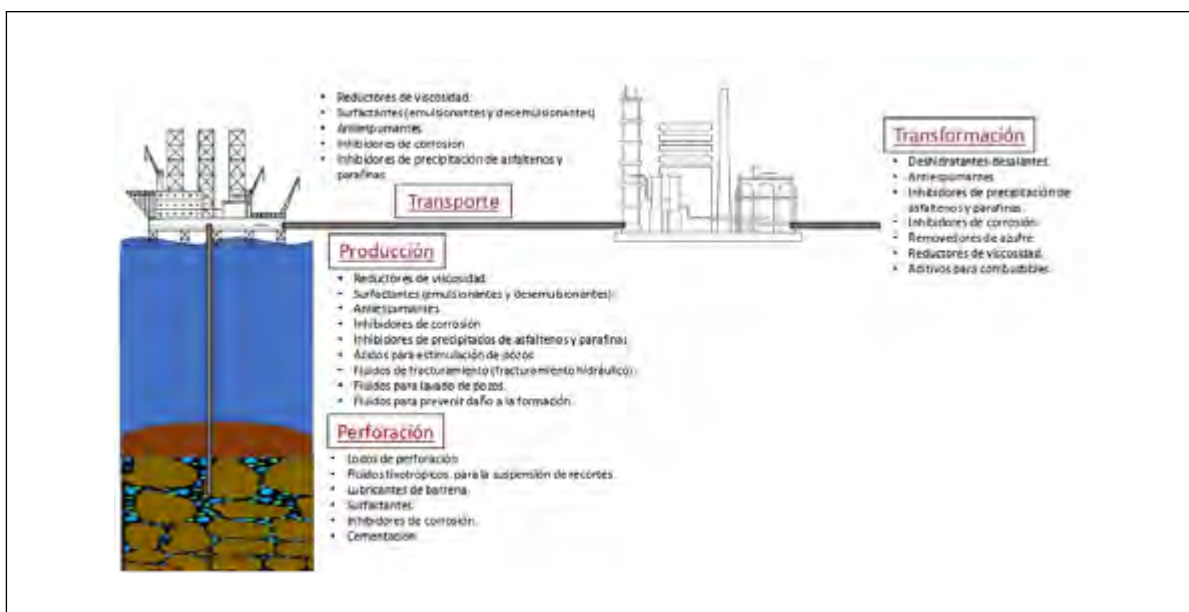 • Reductores de viscosidad.
• Surfactantes (emulsionantes y desemulsionantes)
• Antiespumantes
• Inhibidores de corrosión
• Inhibidores de precipitación de asfaltenos y
parafinas
Transporte
Transformación
• Deshidratantes-desalantes.
• Antiespumantes.
• Inhibidores de precipitación de
asfaltenos y parafinas.
• Inhibidores de corrosión.
• Removedores de azufre
• Reductores de viscosidad.
• Aditivos para combustibles.
Producción
• Reductores de viscosidad.
• Surfactantes (emulsionantes y desemulsionantes).
• Antiespumantes.
• Inhibidores de corrosión
• Inhibidores de precipitados de asfaltenos y parafinas
• Ácidos para estimulación de pozos
• Fluidos de fracturamiento (fracturamiento hidráulico).
• Fluidos para lavado de pozos.
• Fluidos para prevenir daño a la formación.
Perforación
• Lodos de perforación
• Fluidos tixotrópicos, para la suspensión de recortes.
• Lubricantes de barrena.
• Surfactantes.
• Inhibidores de corrosión.
• Cementación